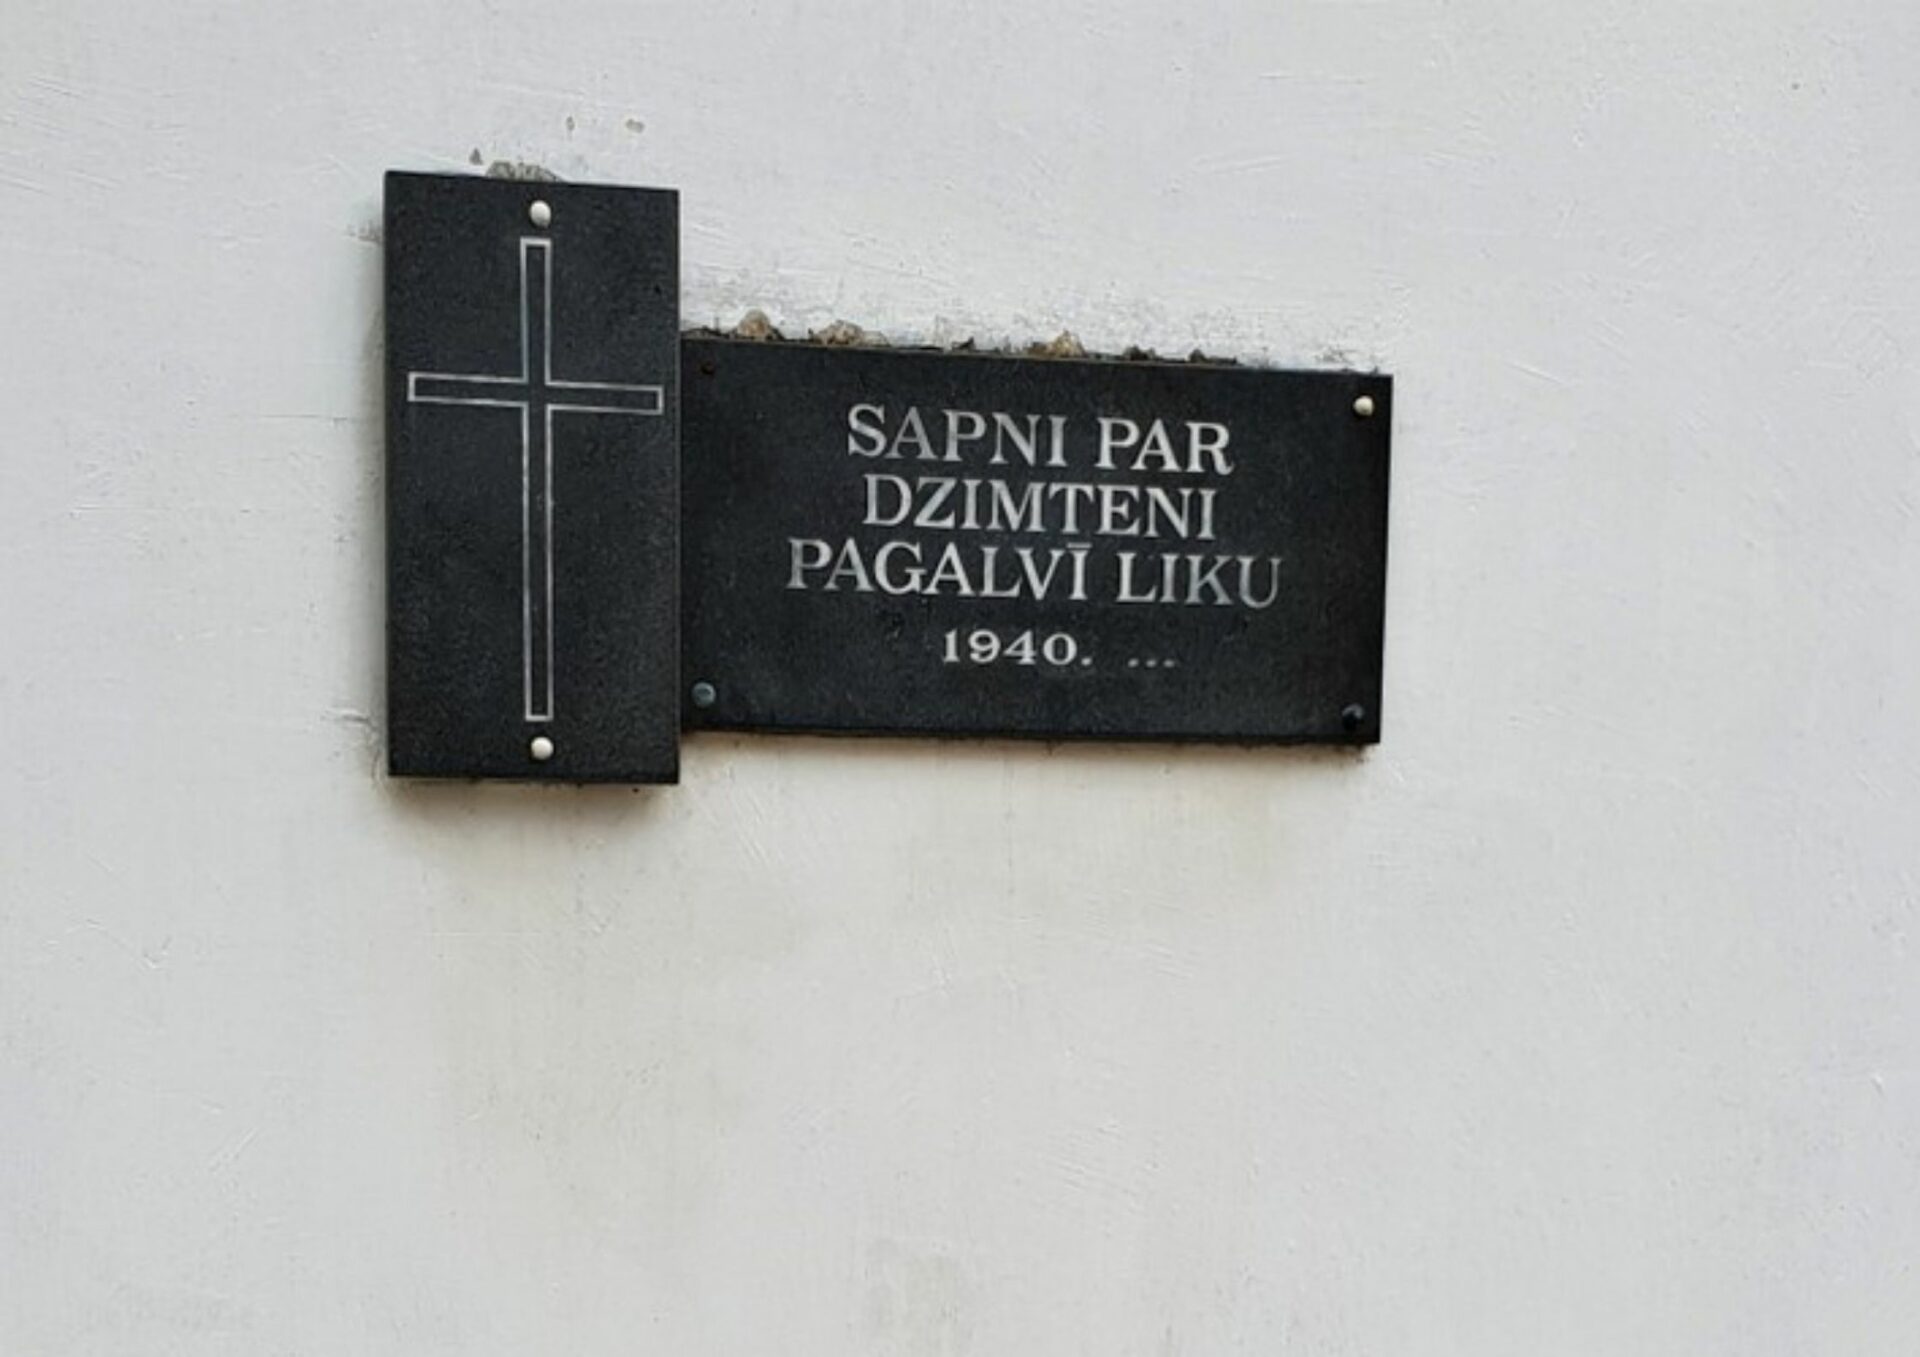 SAPNI PAR
DZIMTENI
PAGALVĪ LIKU
1940. ...